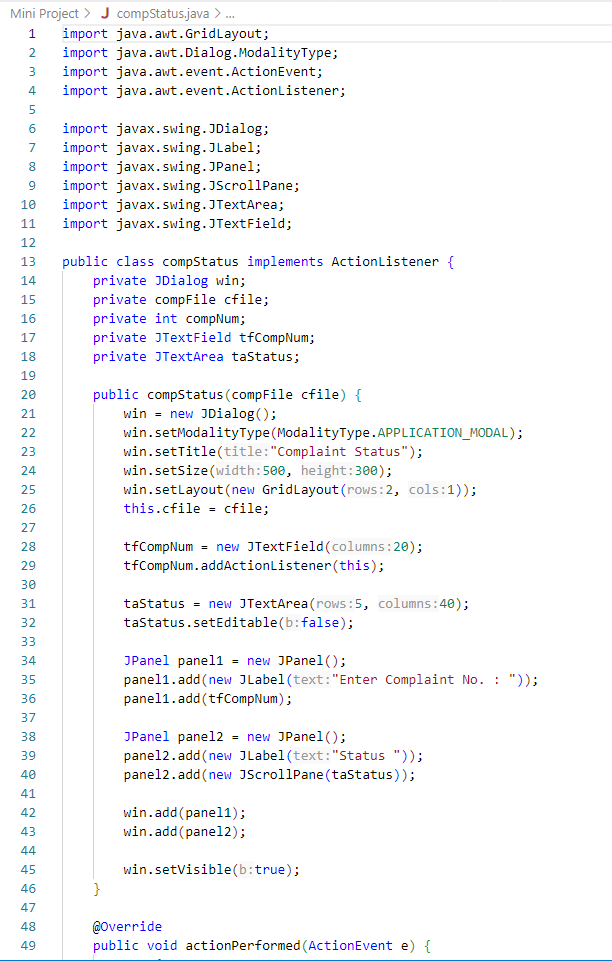 Mini Project > J compStatus.java > ...
1 import java.awt.GridLayout;
2 import java.awt.Dialog.ModalityType;
3 import java.awt.event.ActionEvent;
4 import java.awt.event.ActionListener;
5
6 import javax.swing.JDialog;
7 import javax.swing.JLabel;
8 import javax.swing.JPanel;
9 import javax.swing.JScrollPane;
10 import javax.swing.JTextArea;
11 import javax.swing.JTextField;
12
13 public class compStatus implements ActionListener {
14     private JDialog win;
15     private compFile cfile;
16     private int compNum;
17     private JTextField tfCompNum;
18     private JTextArea taStatus;
19
20     public compStatus(compFile cfile) {
21         win = new JDialog();
22         win.setModalityType(ModalityType.APPLICATION_MODAL);
23         win.setTitle(title:"Complaint Status");
24         win.setSize(width:500, height:300);
25         win.setLayout(new GridLayout(rows:2, cols:1));
26         this.cfile = cfile;
27
28         tfCompNum = new JTextField(columns:20);
29         tfCompNum.addActionListener(this);
30
31         taStatus = new JTextArea(rows:5, columns:40);
32         taStatus.setEditable(b:false);
33
34         JPanel panel1 = new JPanel();
35         panel1.add(new JLabel(text:"Enter Complaint No. : "));
36         panel1.add(tfCompNum);
37
38         JPanel panel2 = new JPanel();
39         panel2.add(new JLabel(text:"Status "));
40         panel2.add(new JScrollPane(taStatus));
41
42         win.add(panel1);
43         win.add(panel2);
44
45         win.setVisible(b:true);
46     }
47
48     @Override
49     public void actionPerformed(ActionEvent e) {